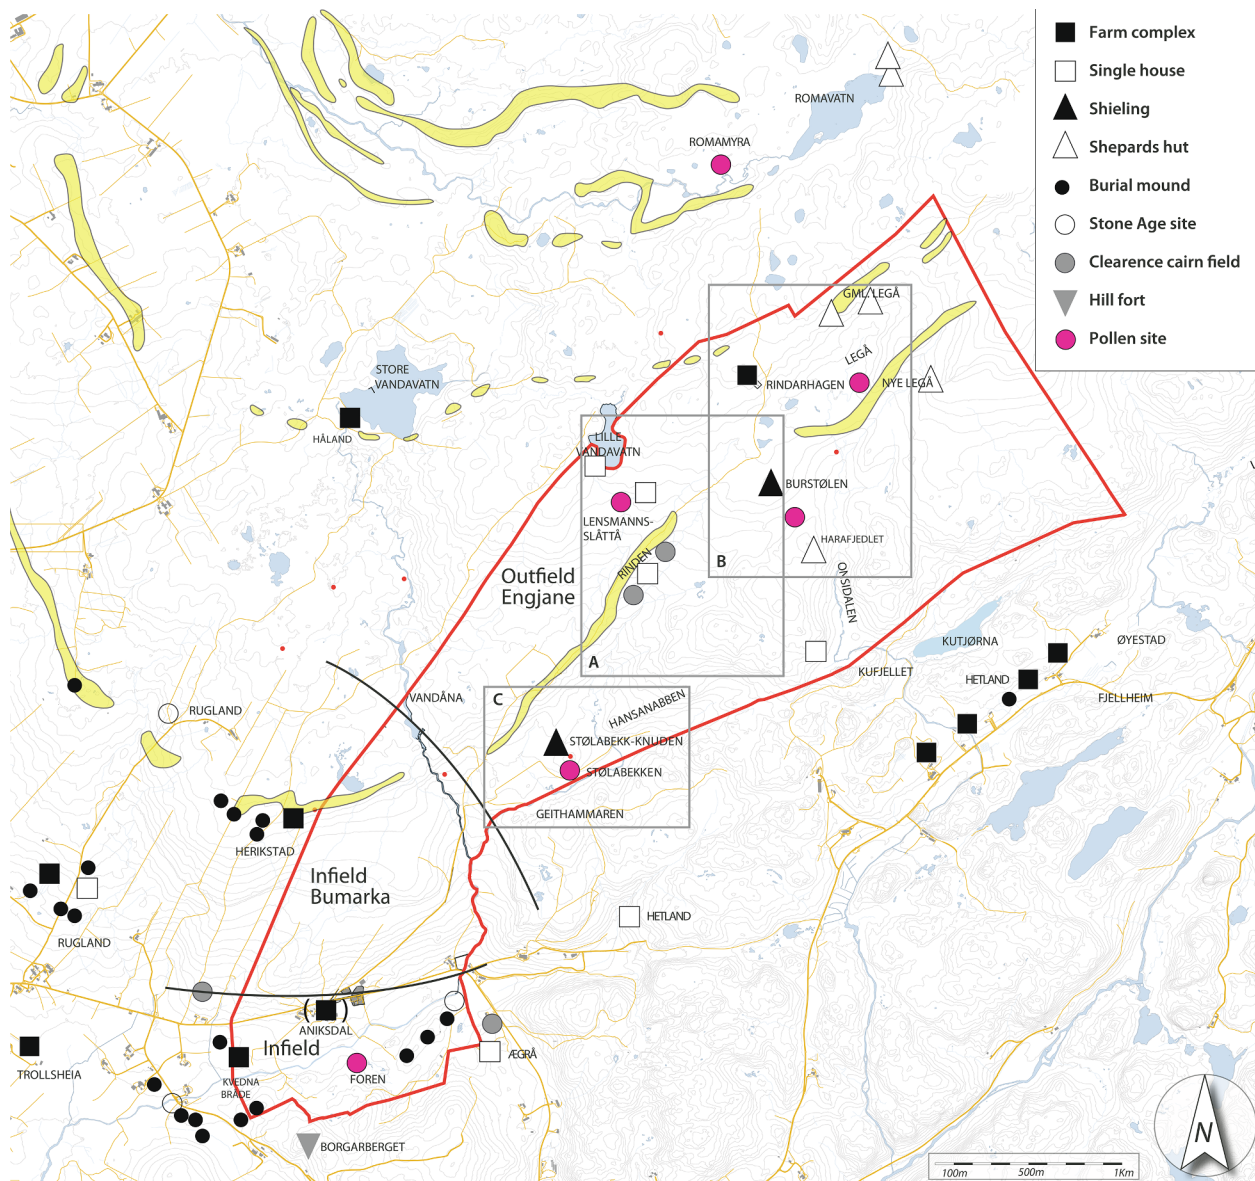 Farm complex
Single house
Shieling
Shepards hut
Burial mound
Stone Age site
Clearence cairn field
Hill fort
Pollen site
ROMAVATN
ROMAMYRA
GML. LEGÅ
LEGÅ
NYE LEGÅ
RINDARHAGEN
STORE
VANDAVATN
HÅLAND
LILLE
VANDAVATN
BURSTØLEN
LENSMANNS-
SLÅTTÅ
HARAFJEDLET
B
RINDEN
Outfield
Engjane
ONSIDALEN
A
KUTJØRNA
ØYESTAD
KUFJELLET
HETLAND
FJELLHEIM
C
HANSANABBEN
VANDÅNA
RUGLAND
STØLABEKK-KNUDEN
STØLABEKKEN
GEITHAMMAREN
HERIKSTAD
Infield
Bumarka
HETLAND
RUGLAND
( )
ANIKSDAL
Infield
ÆGRÅ
TROLLSHEIA
KVEDNA
BRÅDE
FOREN
BORGARBERGET
N
100m 500m 1Km